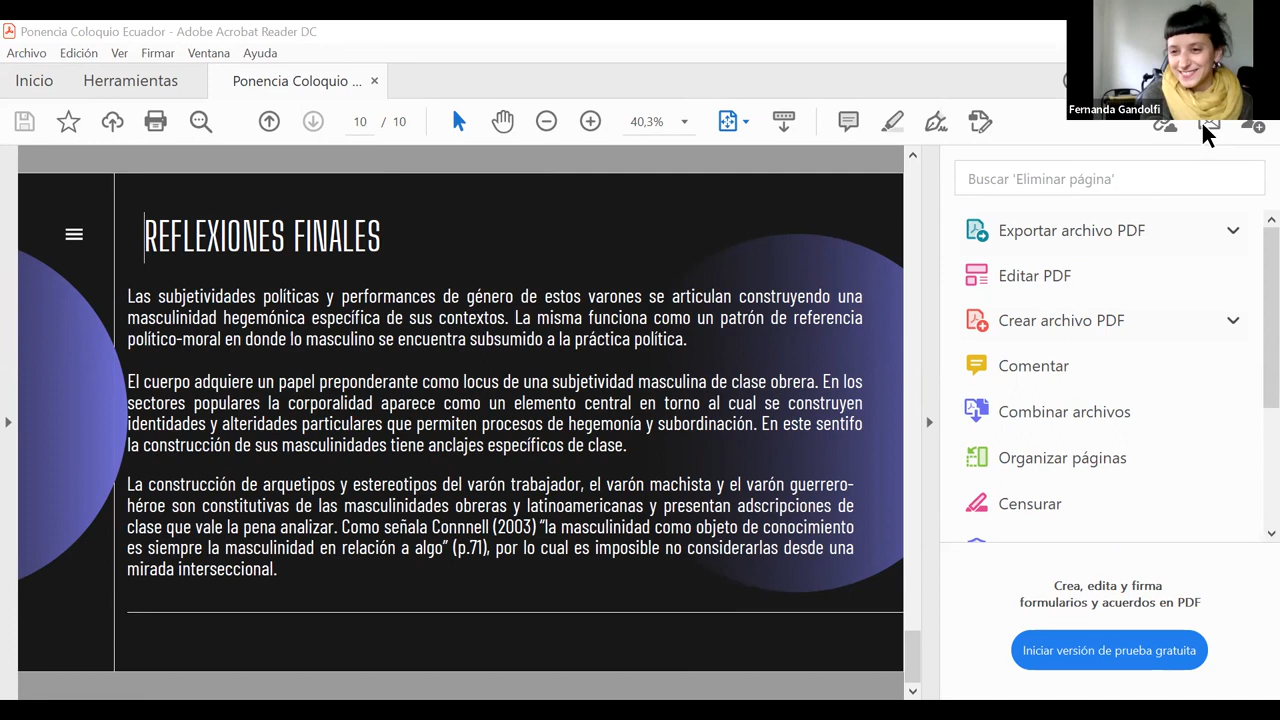 Ponencia Coloquio Ecuador - Adobe Acrobat Reader DC
Archivo Edición Ver Firmar Ventana Ayuda
Inicio Herramientas Ponencia Coloquio ... ×
10 / 10 40,3%
Fernanda Gandolfi
REFLEXIONES FINALES
Las subjetividades políticas y performances de género de estos varones se articulan construyendo una
masculinidad hegemónica específica de sus contextos. La misma funciona como un patrón de referencia
político-moral en donde lo masculino se encuentra subsumido a la práctica política.
El cuerpo adquiere un papel preponderante como locus de una subjetividad masculina de clase obrera. En los
sectores populares la corporalidad aparece como un elemento central en torno al cual se construyen
identidades y alteridades particulares que permiten procesos de hegemonía y subordinación. En este sentifo
la construcción de sus masculinidades tiene anclajes específicos de clase.
La construcción de arquetipos y estereotipos del varón trabajador, el varón machista y el varón guerrero-
héroe son constitutivas de las masculinidades obreras y latinoamericanas y presentan adscripciones de
clase que vale la pena analizar. Como señala Connnell (2003) “la masculinidad como objeto de conocimiento
es siempre la masculinidad en relación a algo” (p.71), por lo cual es imposible no considerarlas desde una
mirada interseccional.
Buscar 'Eliminar página'
Exportar archivo PDF
Editar PDF
Crear archivo PDF
Comentar
Combinar archivos
Organizar páginas
Censurar
Crea, edita y firma
formularios y acuerdos en PDF
Iniciar versión de prueba gratuita